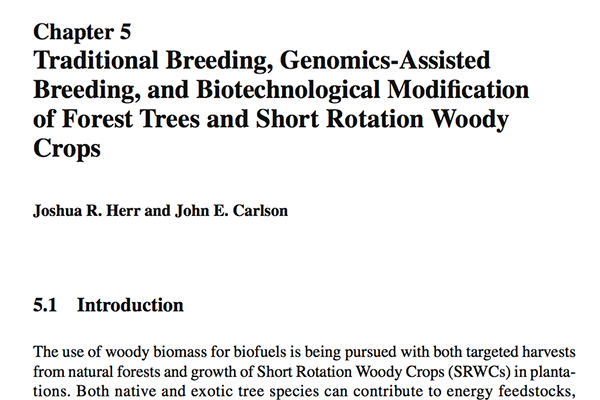 Chapter 5
Traditional Breeding, Genomics-Assisted
Breeding, and Biotechnological Modification
of Forest Trees and Short Rotation Woody
Crops
Joshua R. Herr and John E. Carlson
5.1 Introduction
The use of woody biomass for biofuels is being pursued with both targeted harvests
from natural forests and growth of Short Rotation Woody Crops (SRWCs) in planta-
tions. Both native and exotic tree species can contribute to energy feedstocks,